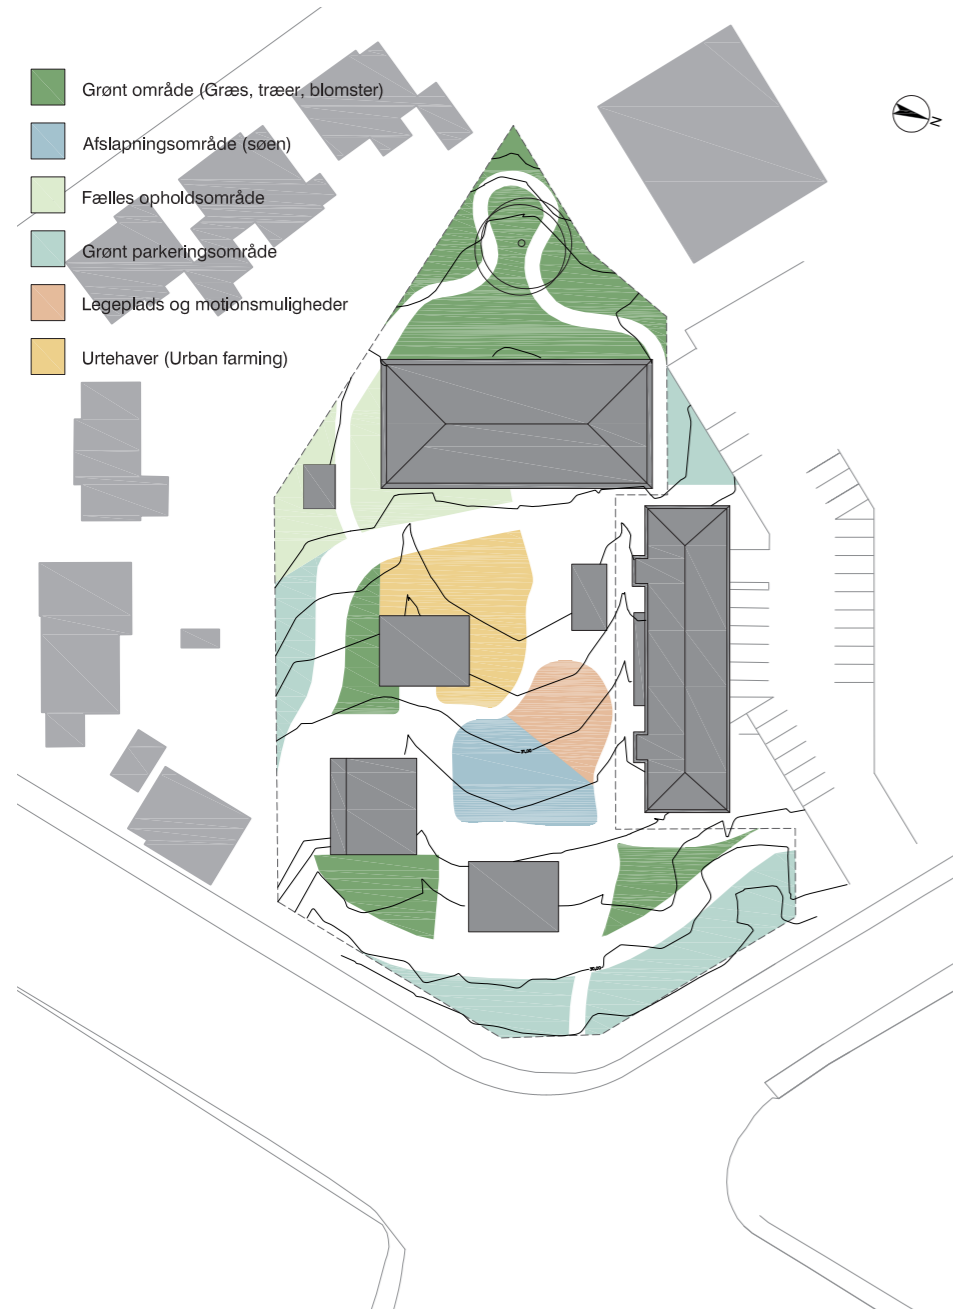 Grønt område (Græs, træer, blomster)
Afslapningsområde (søen)
Fælles opholdsområde
Grønt parkeringsområde
Legeplads og motionsmuligheder
Urtehaver (Urban farming)
N